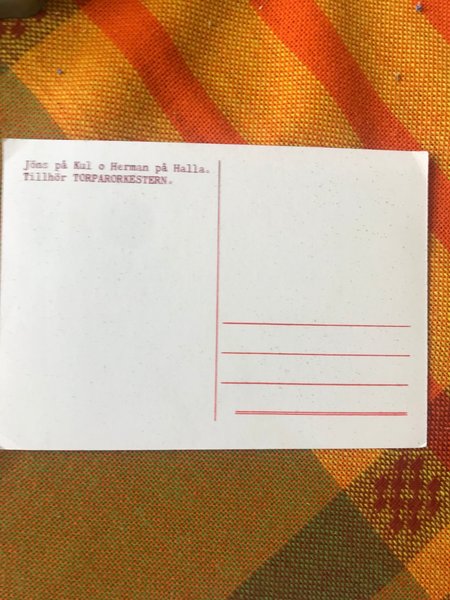 Jöns på Kul o Herman på Halla.
Tillhör TORPARORKESTERN.